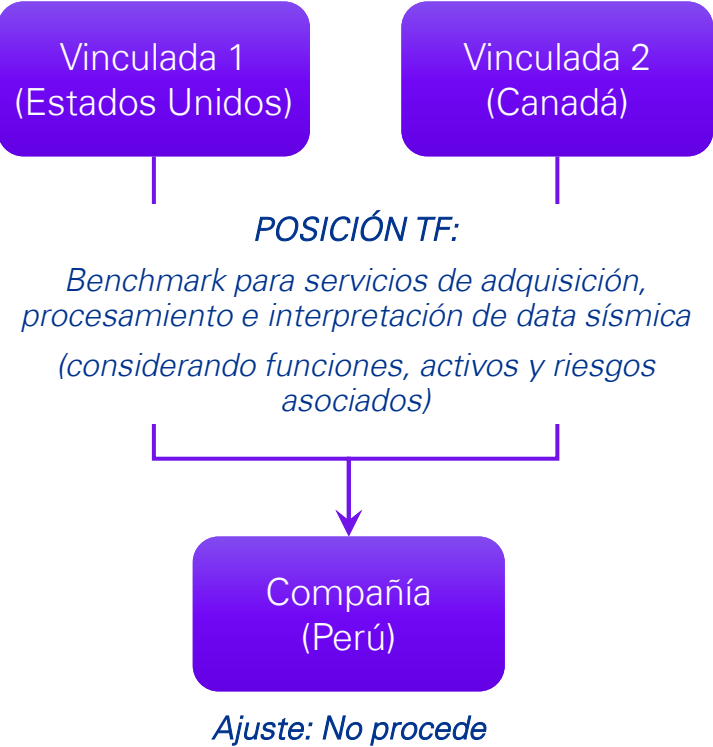 Vinculada 1
(Estados Unidos)
Vinculada 2
(Canadá)
POSICIÓN TF:
Benchmark para servicios de adquisición,
procesamiento e interpretación de data sísmica
(considerando funciones, activos y riesgos
asociados)
Compañía
(Perú)
Ajuste: No procede